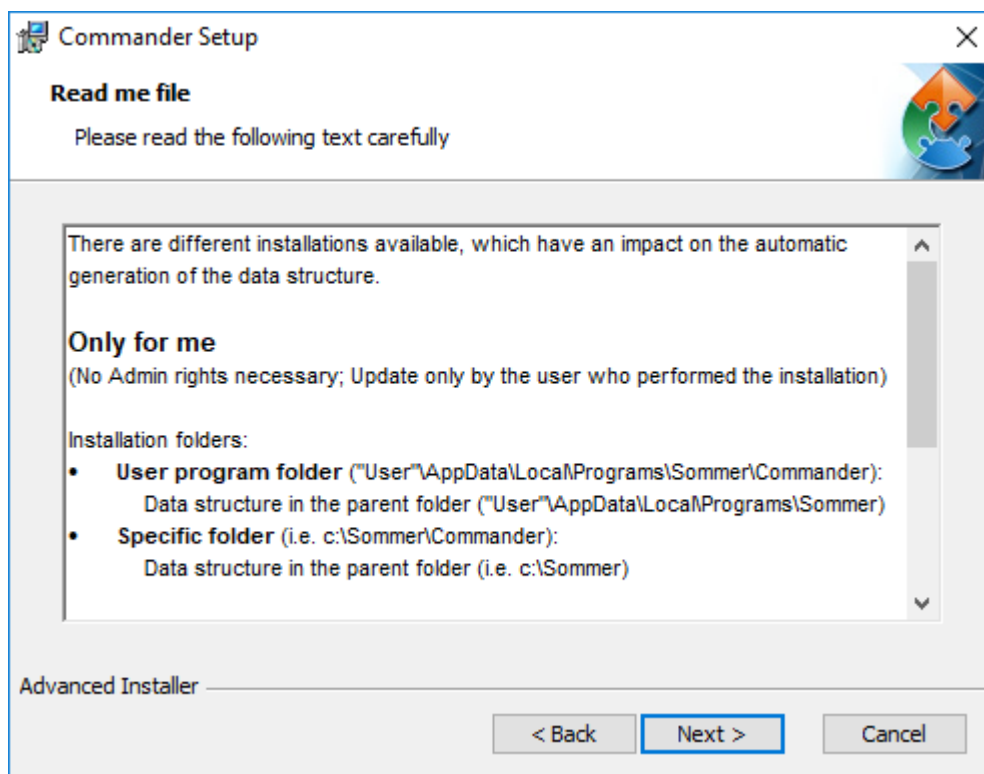 Commander Setup
Read me file
Please read the following text carefully
There are different installations available, which have an impact on the automatic
generation of the data structure.
Only for me
(No Admin rights necessary; Update only by the user who performed the installation)
Installation folders:
• User program folder ("User"\AppData\Local\Programs\Sommer\Commander):
Data structure in the parent folder ("User"\AppData\Local\Programs\Sommer)
• Specific folder (i.e. c:\Sommer\Commander):
Data structure in the parent folder (i.e. c:\Sommer)
Advanced Installer
< Back Next > Cancel